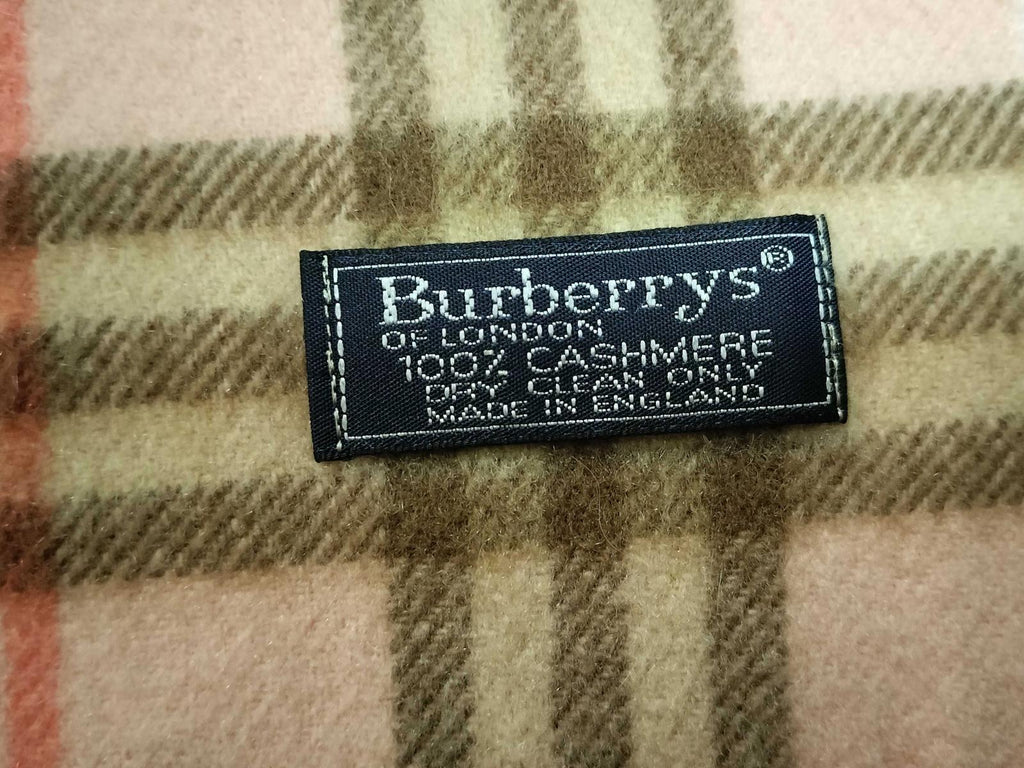 Burberrys®
OF LONDON
100% CASHMERE
DRY CLEAN ONLY
MADE IN ENGLAND